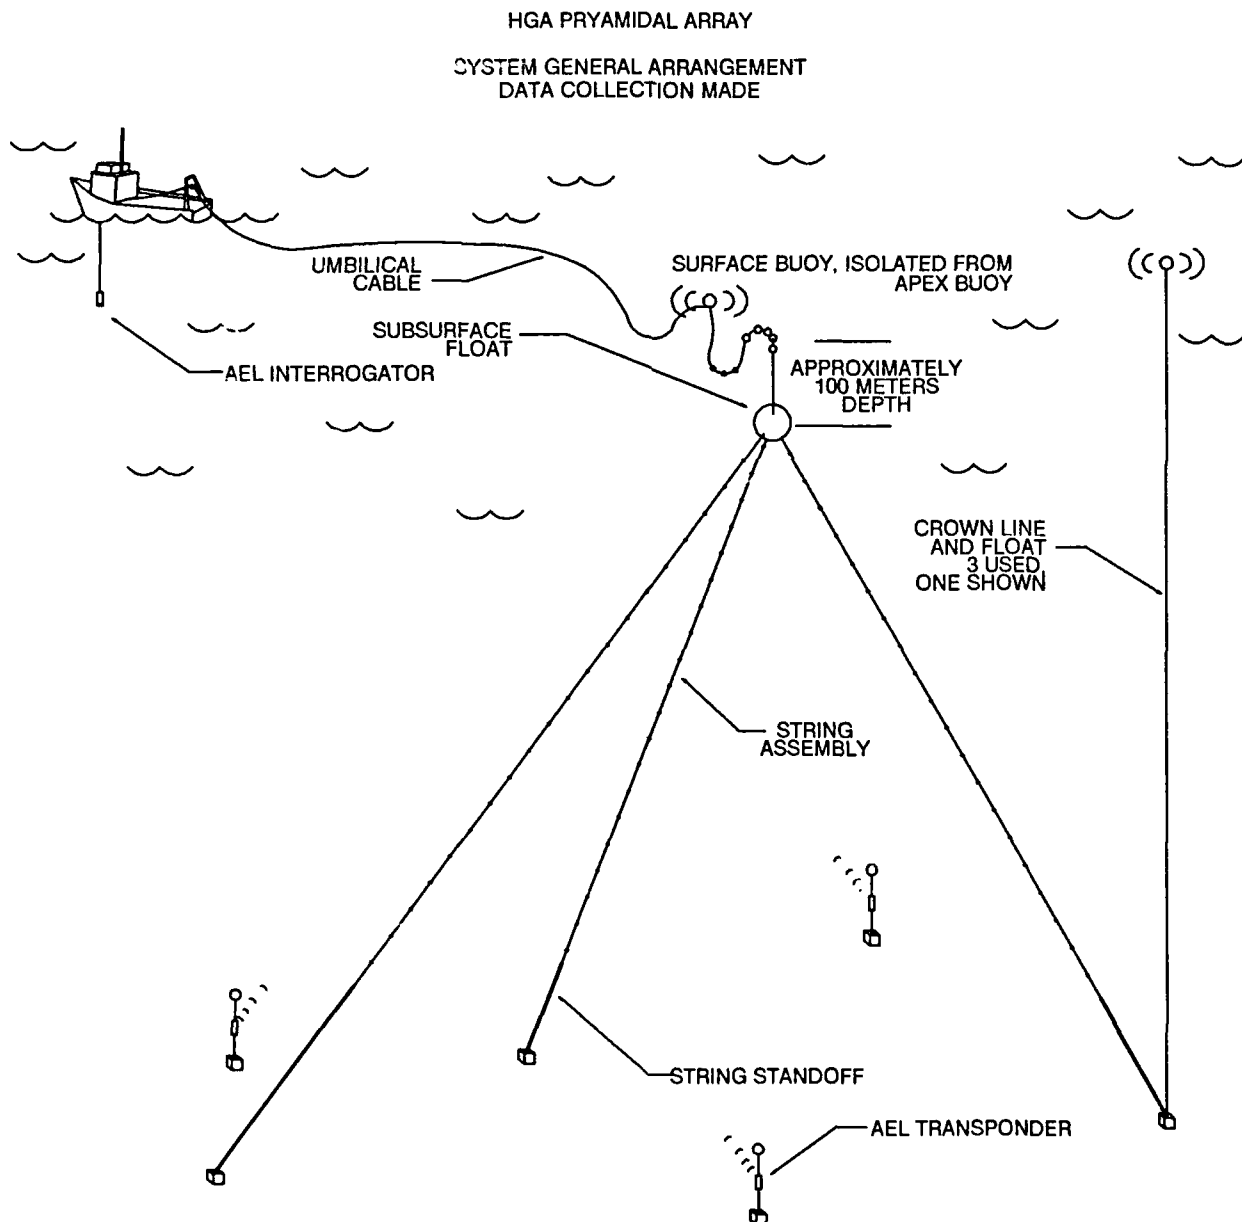 HGA PRYAMIDAL ARRAY
SYSTEM GENERAL ARRANGEMENT
DATA COLLECTION MADE
UMBILICAL
CABLE
SURFACE BUOY, ISOLATED FROM
APEX BUOY
SUBSURFACE
FLOAT
AEL INTERROGATOR
APPROXIMATELY
100 METERS
DEPTH
CROWN LINE
AND FLOAT
3 USED,
ONE SHOWN
STRING
ASSEMBLY
STRING STANDOFF
AEL TRANSPONDER